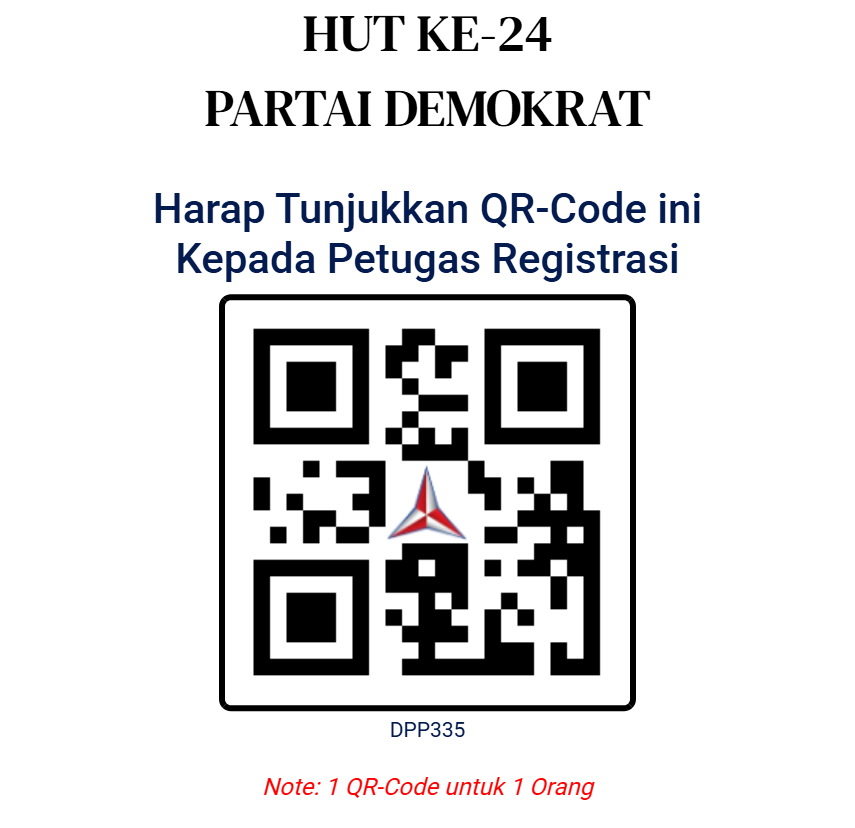 HUT KE-24
PARTAI DEMOKRAT
Harap Tunjukkan QR-Code ini
Kepada Petugas Registrasi
DPP335
Note: 1 QR-Code untuk 1 Orang